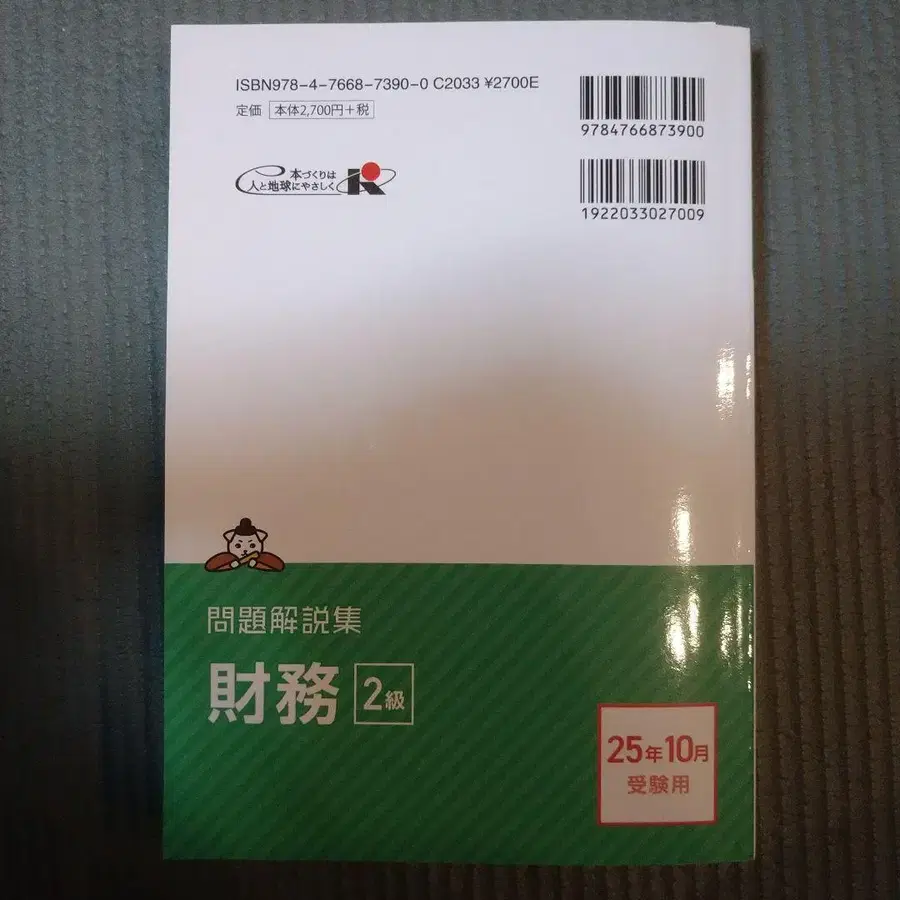 ISBN978-4-7668-7390-0 C2033 ¥2700E
定価 本体2,700円+税
9784766873900
1922033027009
本づくりは
人と地球にやさしく
問題解説集
財務 2級
25年10月
受験用